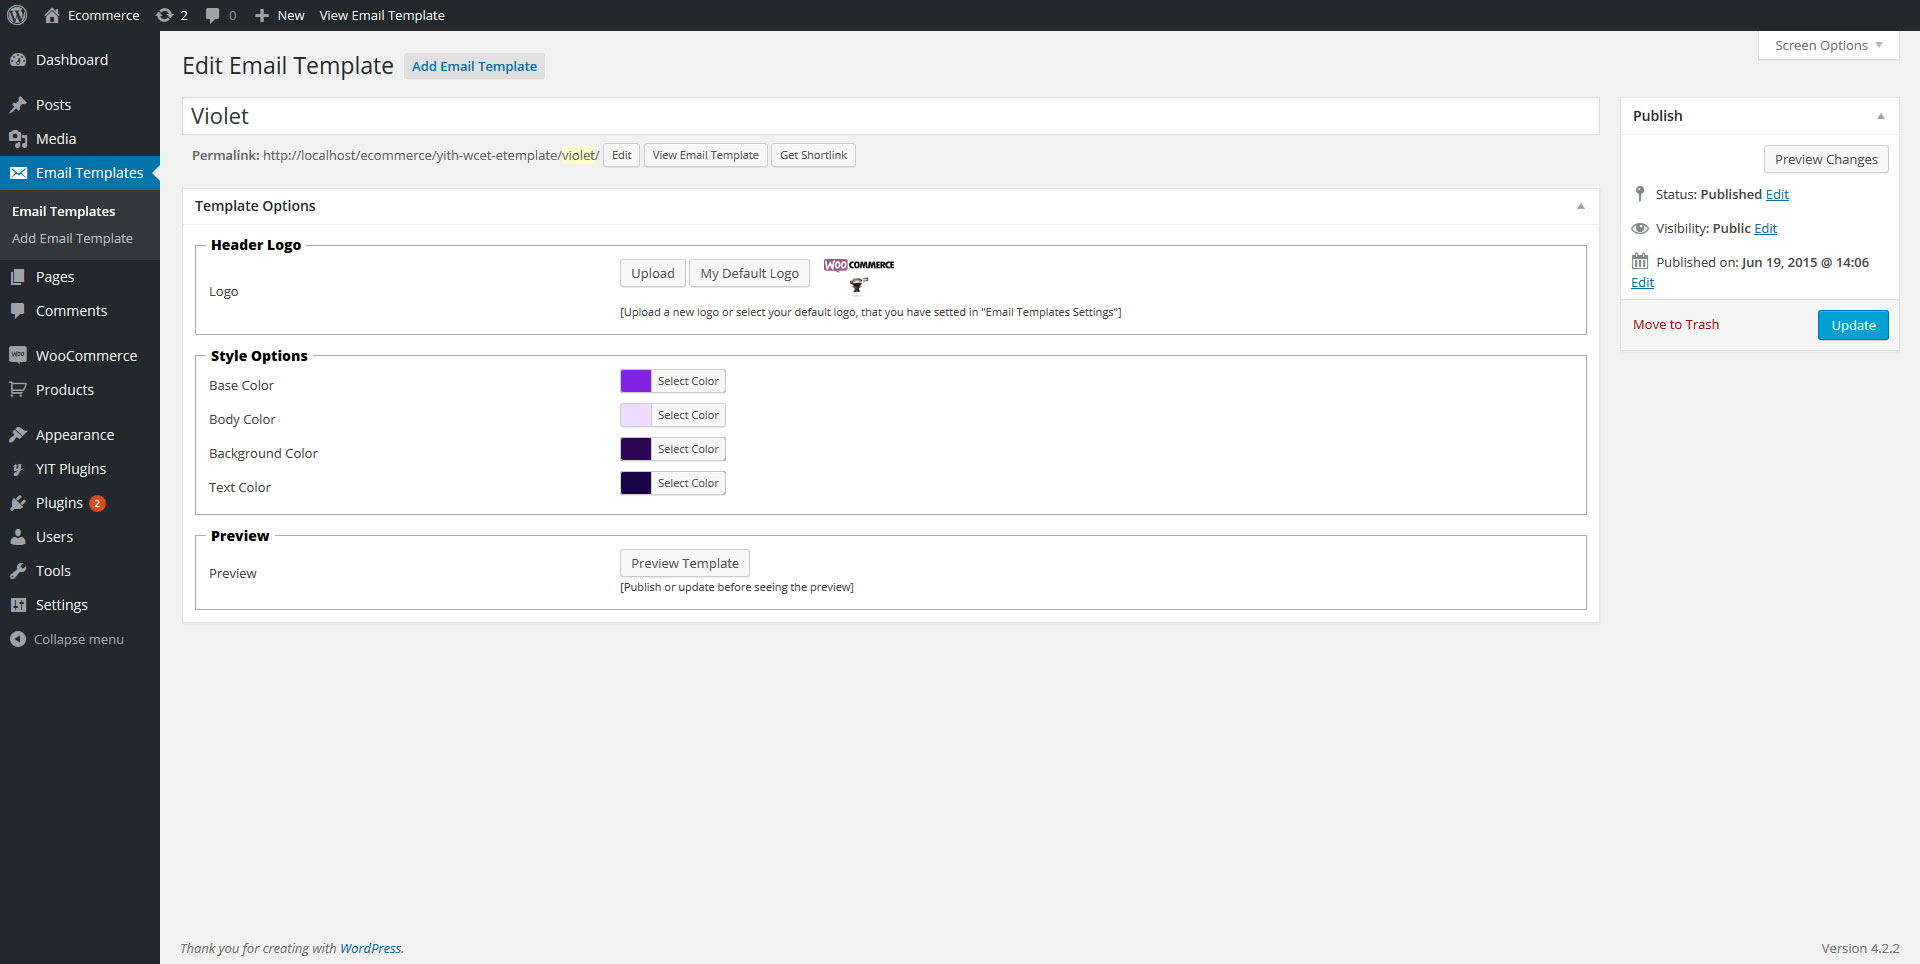 Ecommerce 2 0 New View Email Template
Dashboard
Posts
Media
Email Templates
Email Templates
Add Email Template
Pages
Comments
WooCommerce
Products
Appearance
YIT Plugins
Plugins 2
Users
Tools
Settings
Collapse menu
Screen Options
Edit Email Template Add Email Template
Violet
Permalink: http://localhost/ecommerce/yith-wcet-etemplate/violet/ Edit View Email Template Get Shortlink
Template Options
Header Logo
Logo
Upload My Default Logo
WOO COMMERCE
[Upload a new logo or select your default logo, that you have setted in "Email Templates Settings"]
Style Options
Base Color Select Color
Body Color Select Color
Background Color Select Color
Text Color Select Color
Preview
Preview
Preview Template
[Publish or update before seeing the preview]
Publish
Preview Changes
Status: Published Edit
Visibility: Public Edit
Published on: Jun 19, 2015 @ 14:06
Edit
Move to Trash Update
Thank you for creating with WordPress.
Version 4.2.2